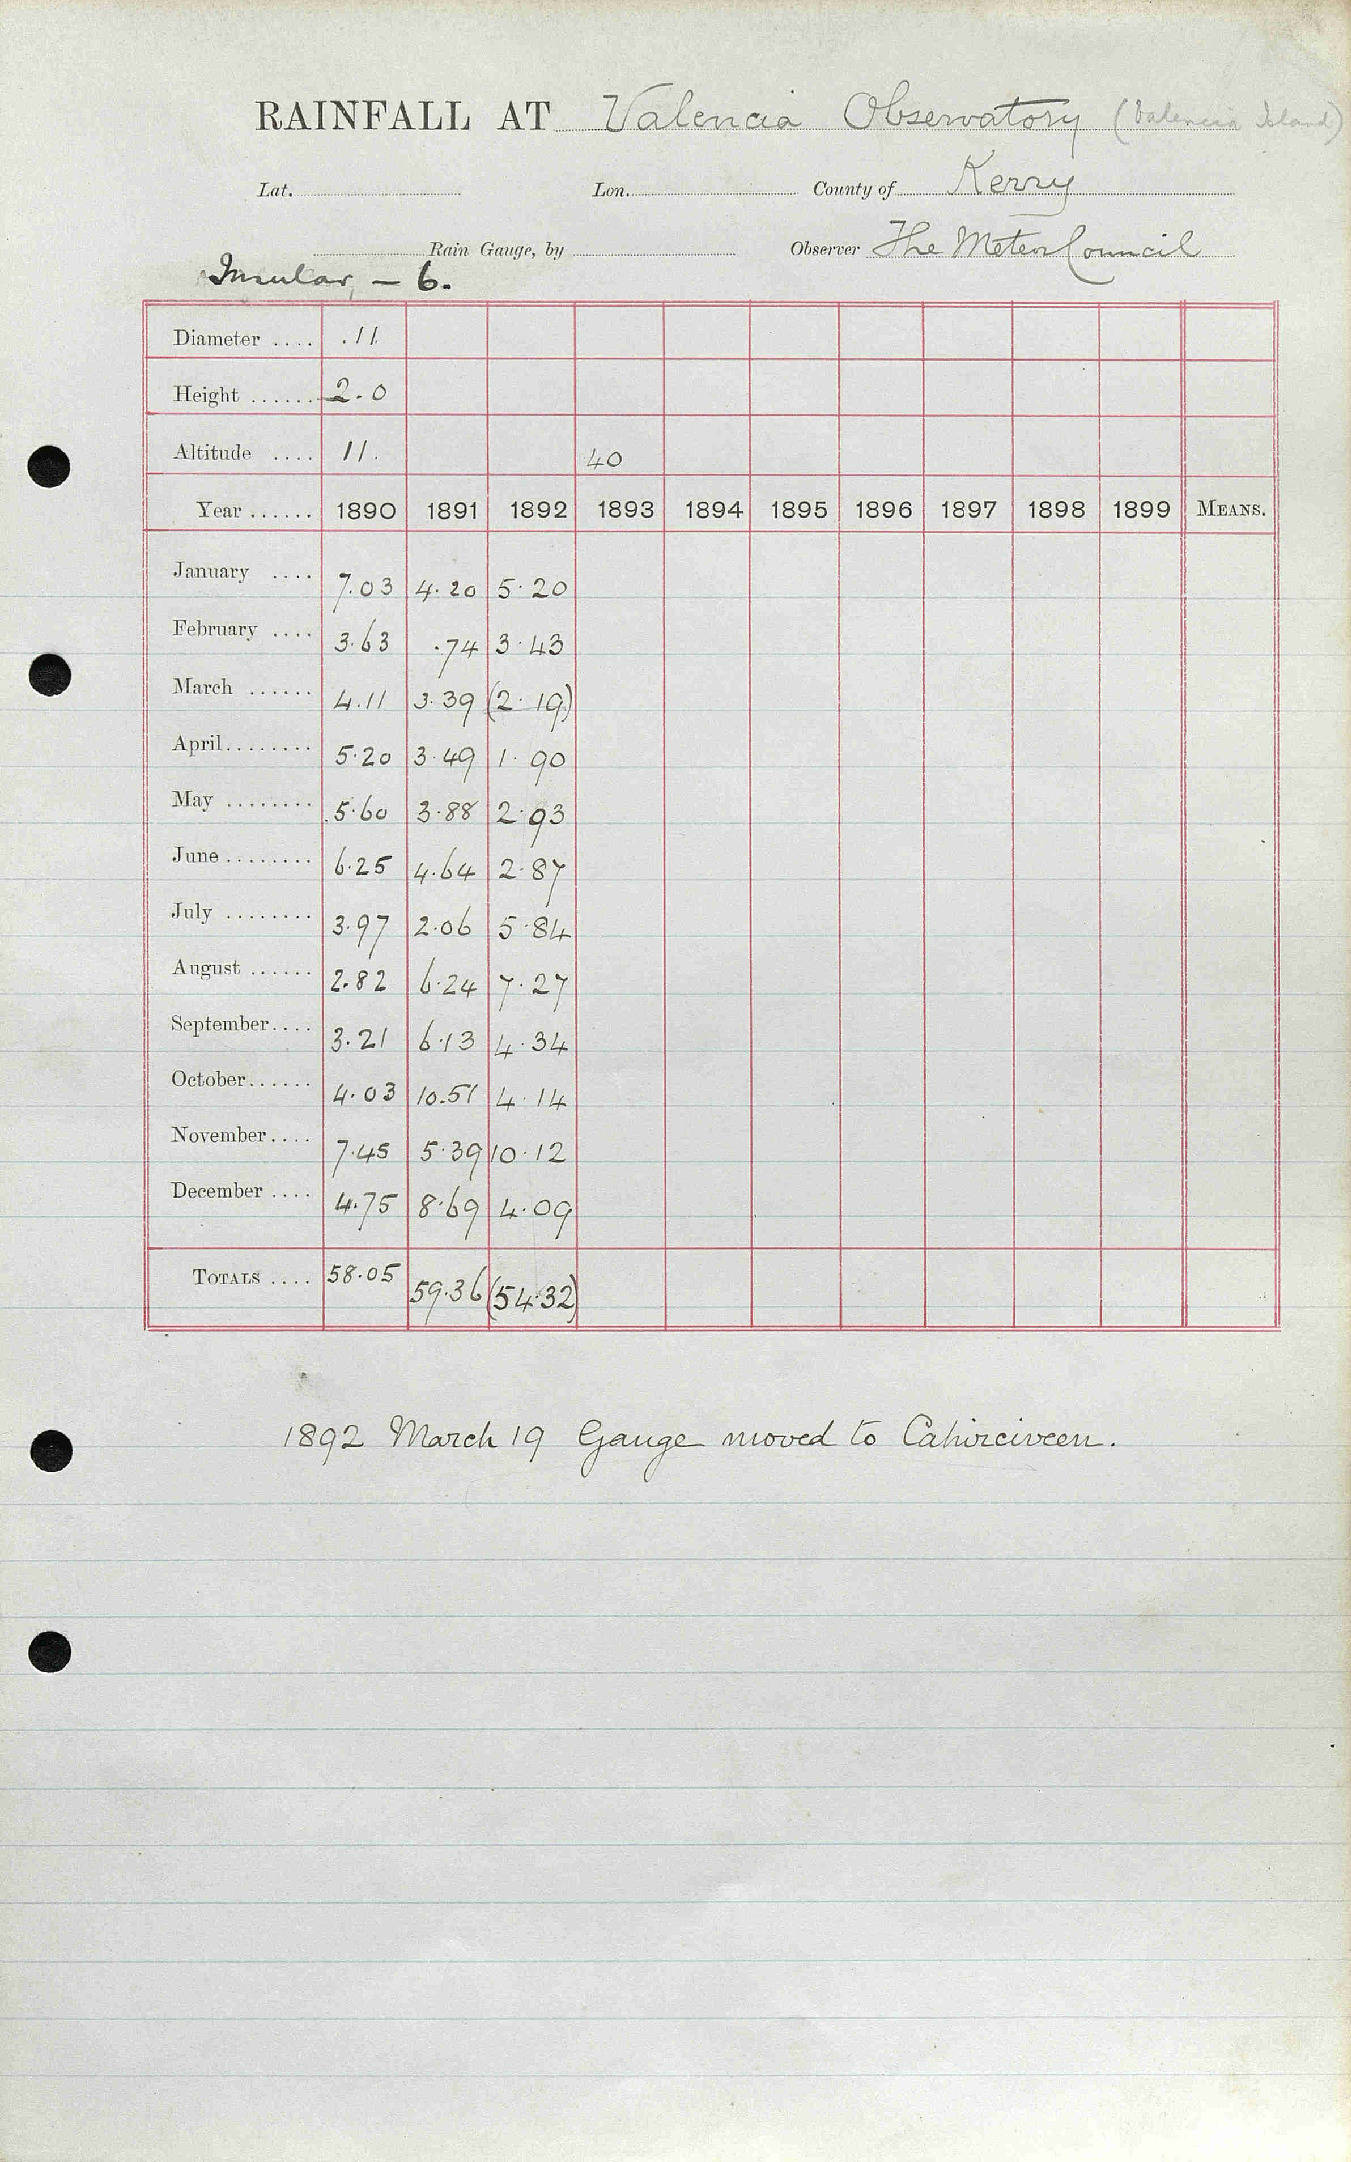 RAINFALL AT Valencia Observatory (Valencia Island)
Lat. Lon. County of Kerry
Rain Gauge, by Observer The Meteor Council
Insular, – 6.
Diameter .... .11
Height ...... 2.0
Altitude .... 11. 40
Year ...... 1890 1891 1892 1893 1894 1895 1896 1897 1898 1899 MEANS.
January .... 7.03 4.20 5.20
February .... 3.63 .74 3.43
March ...... 4.11 3.39 (2.19)
April........ 5.20 3.49 1.90
May ........ 5.60 3.88 2.93
June ........ 6.25 4.64 2.87
July ........ 3.97 2.06 5.84
August ...... 2.82 6.24 7.27
September.... 3.21 6.13 4.34
October...... 4.03 10.51 4.14
November.... 7.45 5.39 10.12
December .... 4.75 8.69 4.09
TOTALS .... 58.05 59.36 (54.32)
1892 March 19 Gauge moved to Cahirciveen.